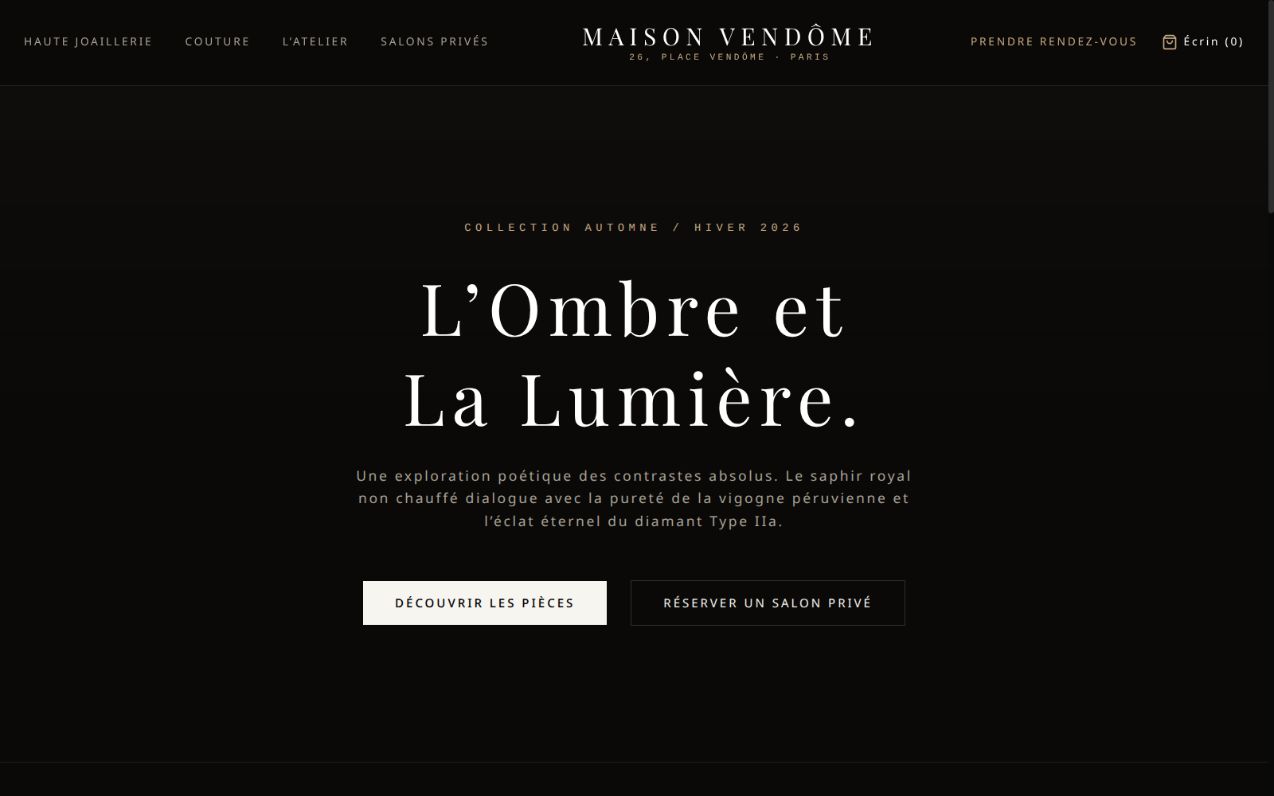 HAUTE JOAILLERIE
COUTURE
L'ATELIER
SALONS PRIVÉS
MAISON VENDÔME
26, PLACE VENDÔME · PARIS
PRENDRE RENDEZ-VOUS
Écrin (0)
COLLECTION AUTOMNE / HIVER 2026
L’Ombre et
La Lumière.
Une exploration poétique des contrastes absolus. Le saphir royal
non chauffé dialogue avec la pureté de la vigogne péruvienne et
l’éclat éternel du diamant Type IIa.
DÉCOUVRIR LES PIÈCES
RÉSERVER UN SALON PRIVÉ